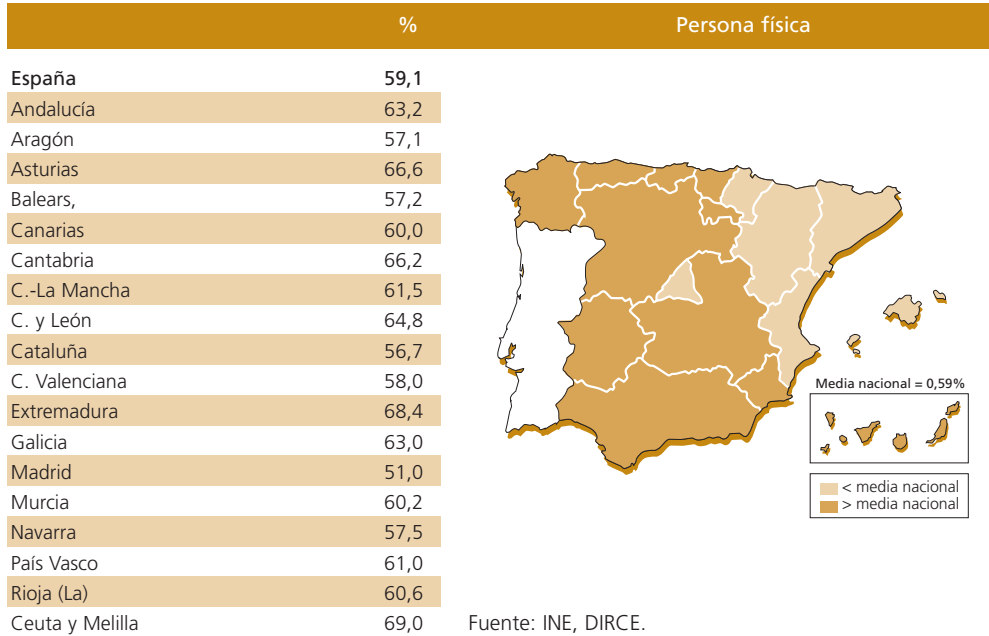 % Persona física
España 59,1
Andalucía 63,2
Aragón 57,1
Asturias 66,6
Balears, 57,2
Canarias 60,0
Cantabria 66,2
C.-La Mancha 61,5
C. y León 64,8
Cataluña 56,7
C. Valenciana 58,0
Extremadura 68,4
Galicia 63,0
Madrid 51,0
Murcia 60,2
Navarra 57,5
País Vasco 61,0
Rioja (La) 60,6
Ceuta y Melilla 69,0
Media nacional = 0,59%
< media nacional
> media nacional
Fuente: INE, DIRCE.